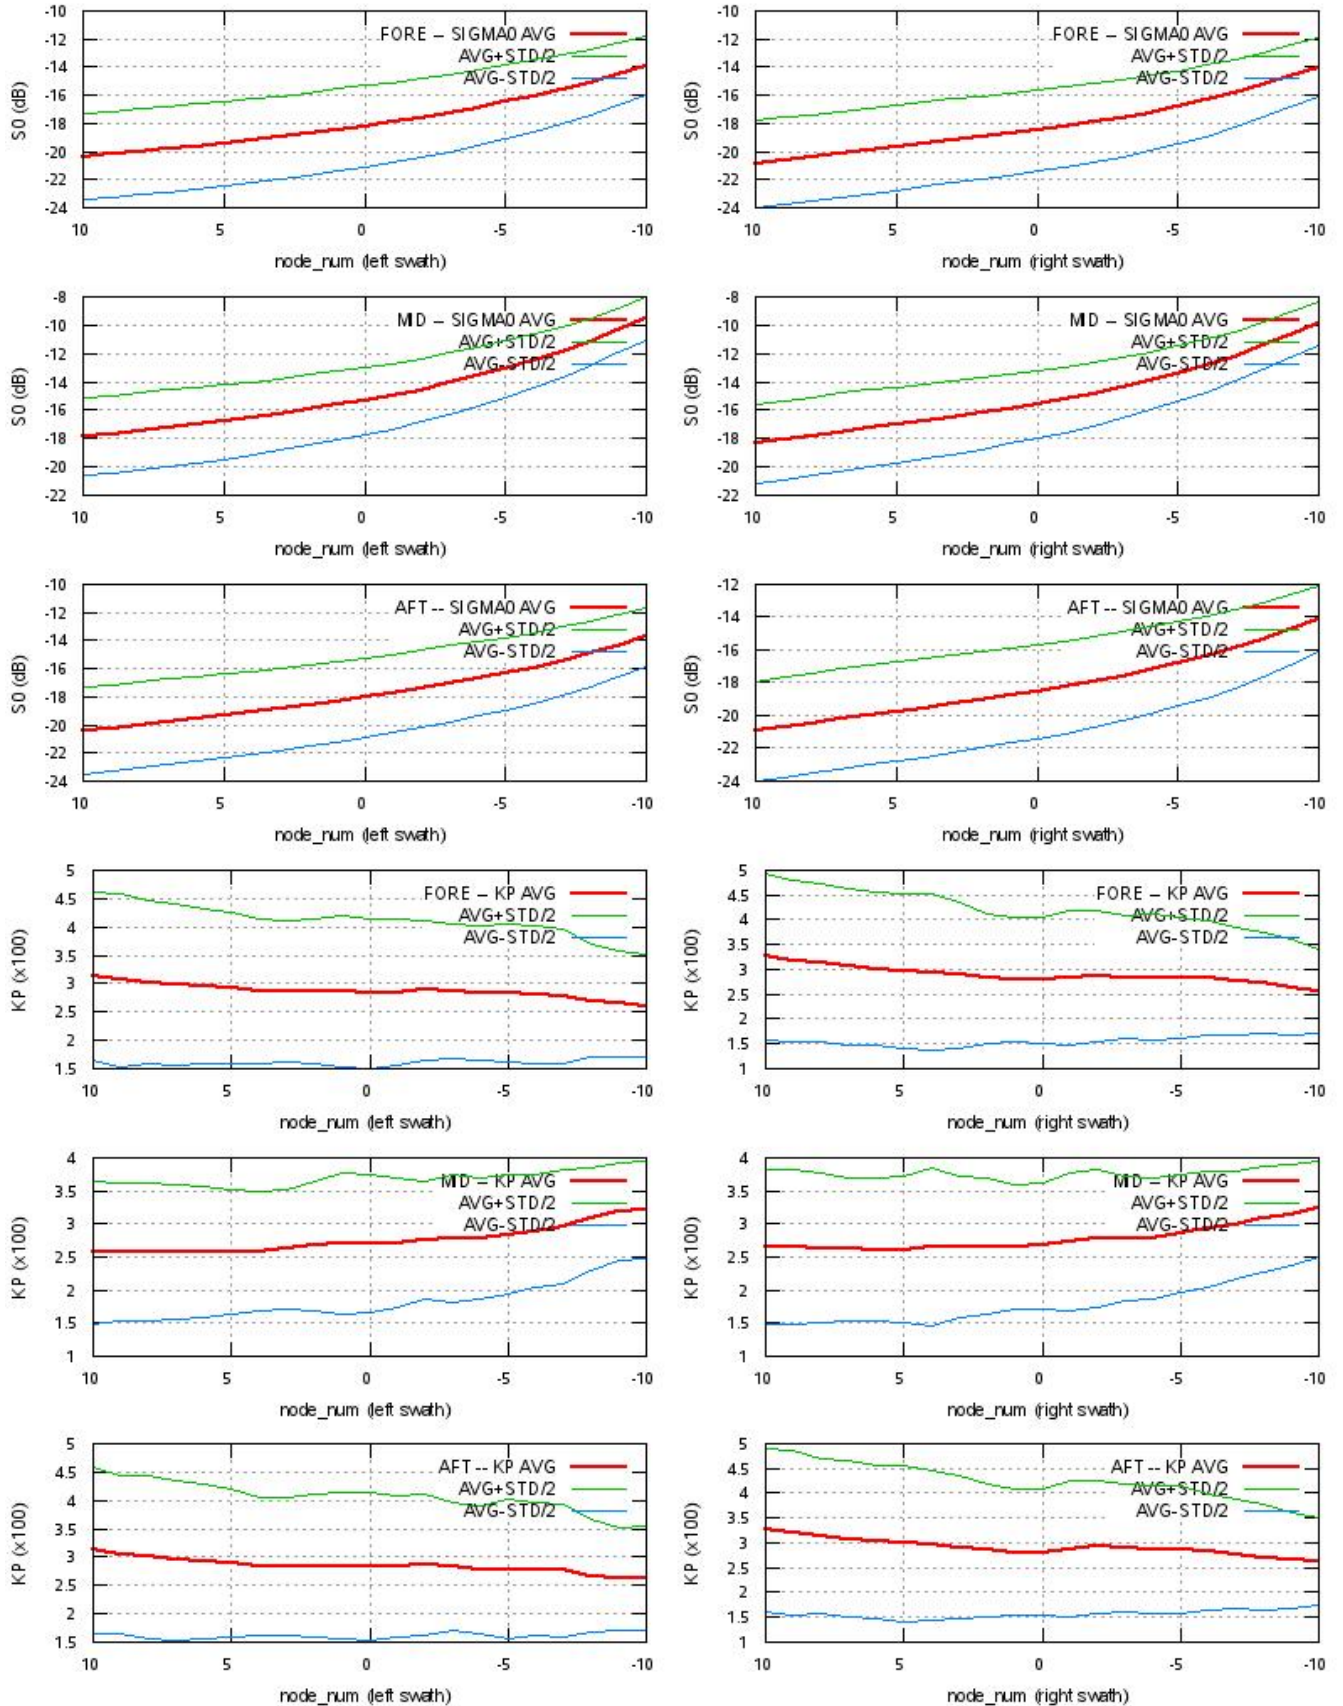 -10
-12
-14
-16
-18
-20
-22
-24
S0 (dB)
FORE – SIGMA0 AVG
AVG+STD/2
AVG-STD/2
10 5 0 -5 -10
node_num (left swath)
-10
-12
-14
-16
-18
-20
-22
-24
S0 (dB)
FORE – SIGMA0 AVG
AVG+STD/2
AVG-STD/2
10 5 0 -5 -10
node_num (right swath)
-8
-10
-12
-14
-16
-18
-20
-22
S0 (dB)
MID – SIGMA0 AVG
AVG+STD/2
AVG-STD/2
10 5 0 -5 -10
node_num (left swath)
-8
-10
-12
-14
-16
-18
-20
-22
S0 (dB)
MID – SIGMA0 AVG
AVG+STD/2
AVG-STD/2
10 5 0 -5 -10
node_num (right swath)
-10
-12
-14
-16
-18
-20
-22
-24
S0 (dB)
AFT -- SIGMA0 AVG
AVG+STD/2
AVG-STD/2
10 5 0 -5 -10
node_num (left swath)
-12
-14
-16
-18
-20
-22
-24
S0 (dB)
AFT -- SIGMA0 AVG
AVG+STD/2
AVG-STD/2
10 5 0 -5 -10
node_num (right swath)
5
4.5
4
3.5
3
2.5
2
1.5
KP (x100)
FORE – KP AVG
AVG+STD/2
AVG-STD/2
10 5 0 -5 -10
node_num (left swath)
5
4.5
4
3.5
3
2.5
2
1.5
1
KP (x100)
FORE – KP AVG
AVG+STD/2
AVG-STD/2
10 5 0 -5 -10
node_num (right swath)
4
3.5
3
2.5
2
1.5
1
KP (x100)
MID – KP AVG
AVG+STD/2
AVG-STD/2
10 5 0 -5 -10
node_num (left swath)
4
3.5
3
2.5
2
1.5
1
KP (x100)
MID – KP AVG
AVG+STD/2
AVG-STD/2
10 5 0 -5 -10
node_num (right swath)
5
4.5
4
3.5
3
2.5
2
1.5
KP (x100)
AFT -- KP AVG
AVG+STD/2
AVG-STD/2
10 5 0 -5 -10
node_num (left swath)
5
4.5
4
3.5
3
2.5
2
1.5
1
KP (x100)
AFT -- KP AVG
AVG+STD/2
AVG-STD/2
10 5 0 -5 -10
node_num (right swath)